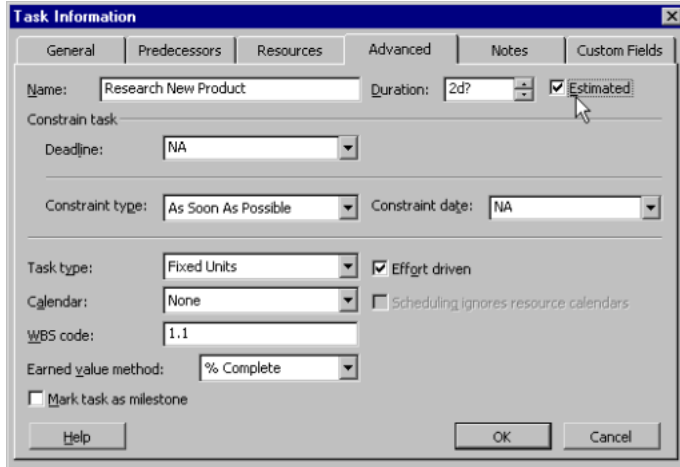 Task Information
General Predecessors Resources Advanced Notes Custom Fields
Name: Research New Product Duration: 2d? Estimated
Constrain task
Deadline: NA
Constraint type: As Soon As Possible Constraint date: NA
Task type: Fixed Units Effort driven
Calendar: None Scheduling ignores resource calendars
WBS code: 1.1
Earned value method: % Complete
Mark task as milestone
Help OK Cancel